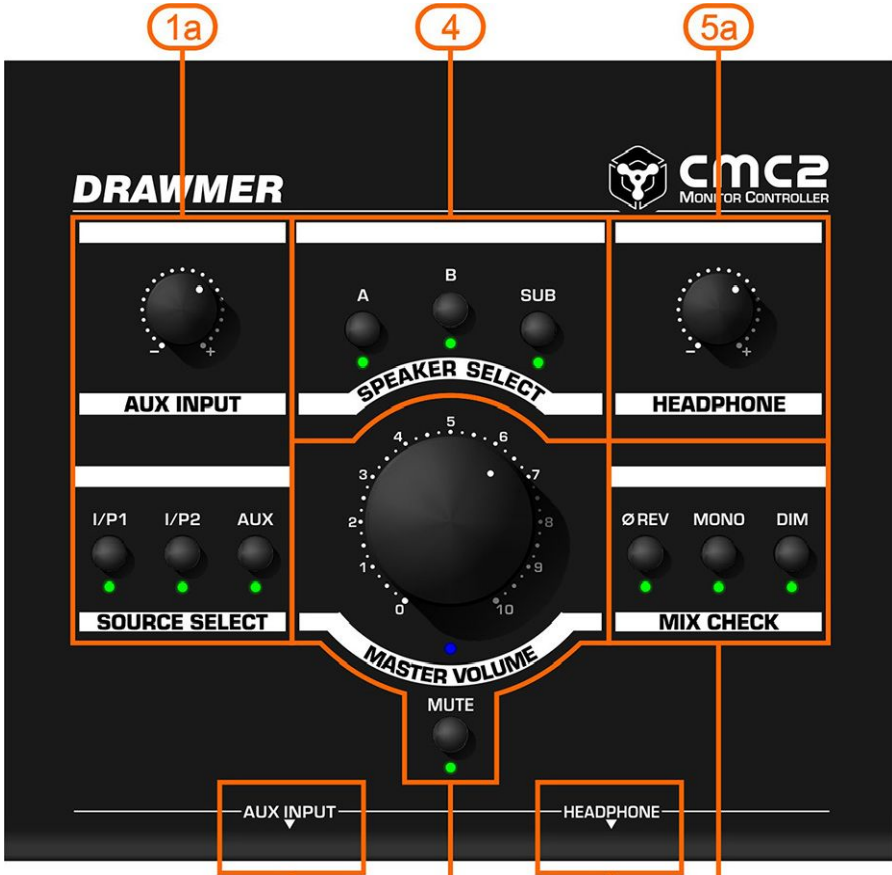 1a
4
5a
DRAWMER
cmc2
MONITOR CONTROLLER
- +
AUX INPUT
A
B
SUB
SPEAKER SELECT
- +
HEADPHONE
I/P1 I/P2 AUX
SOURCE SELECT
0 1 2 3 4 5 6 7 8 9 10
MASTER VOLUME
MUTE
Ø REV MONO DIM
MIX CHECK
AUX INPUT
HEADPHONE